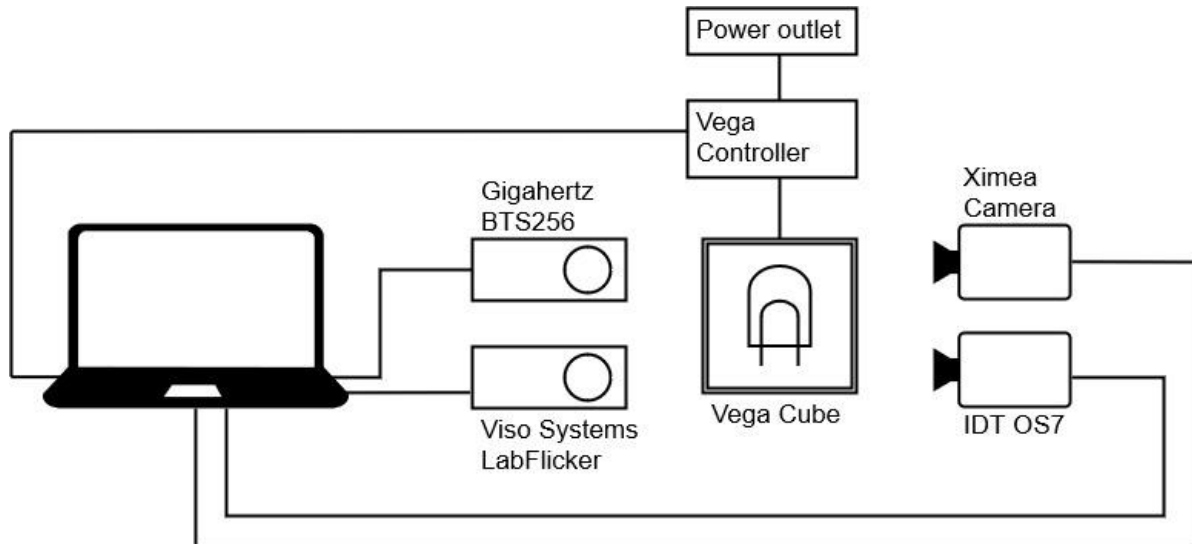 Power outlet
Vega
Controller
Gigahertz
BTS256
Ximea
Camera
Vega Cube
IDT OS7
Viso Systems
LabFlicker